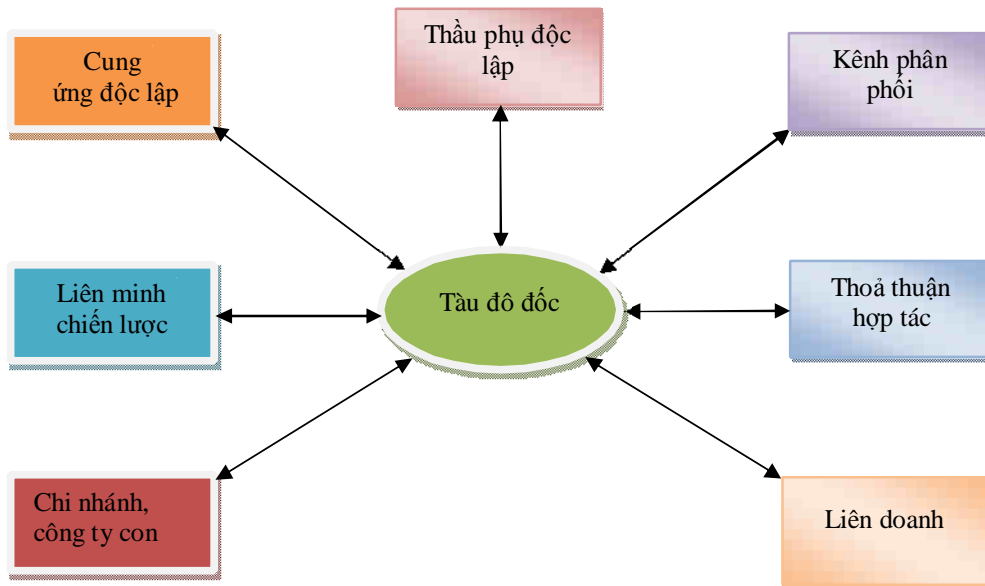 Cung
ứng độc lập
Thầu phụ độc
lập
Kênh phân
phối
Liên minh
chiến lược
Tàu đô đốc
Thoả thuận
hợp tác
Chi nhánh,
công ty con
Liên doanh